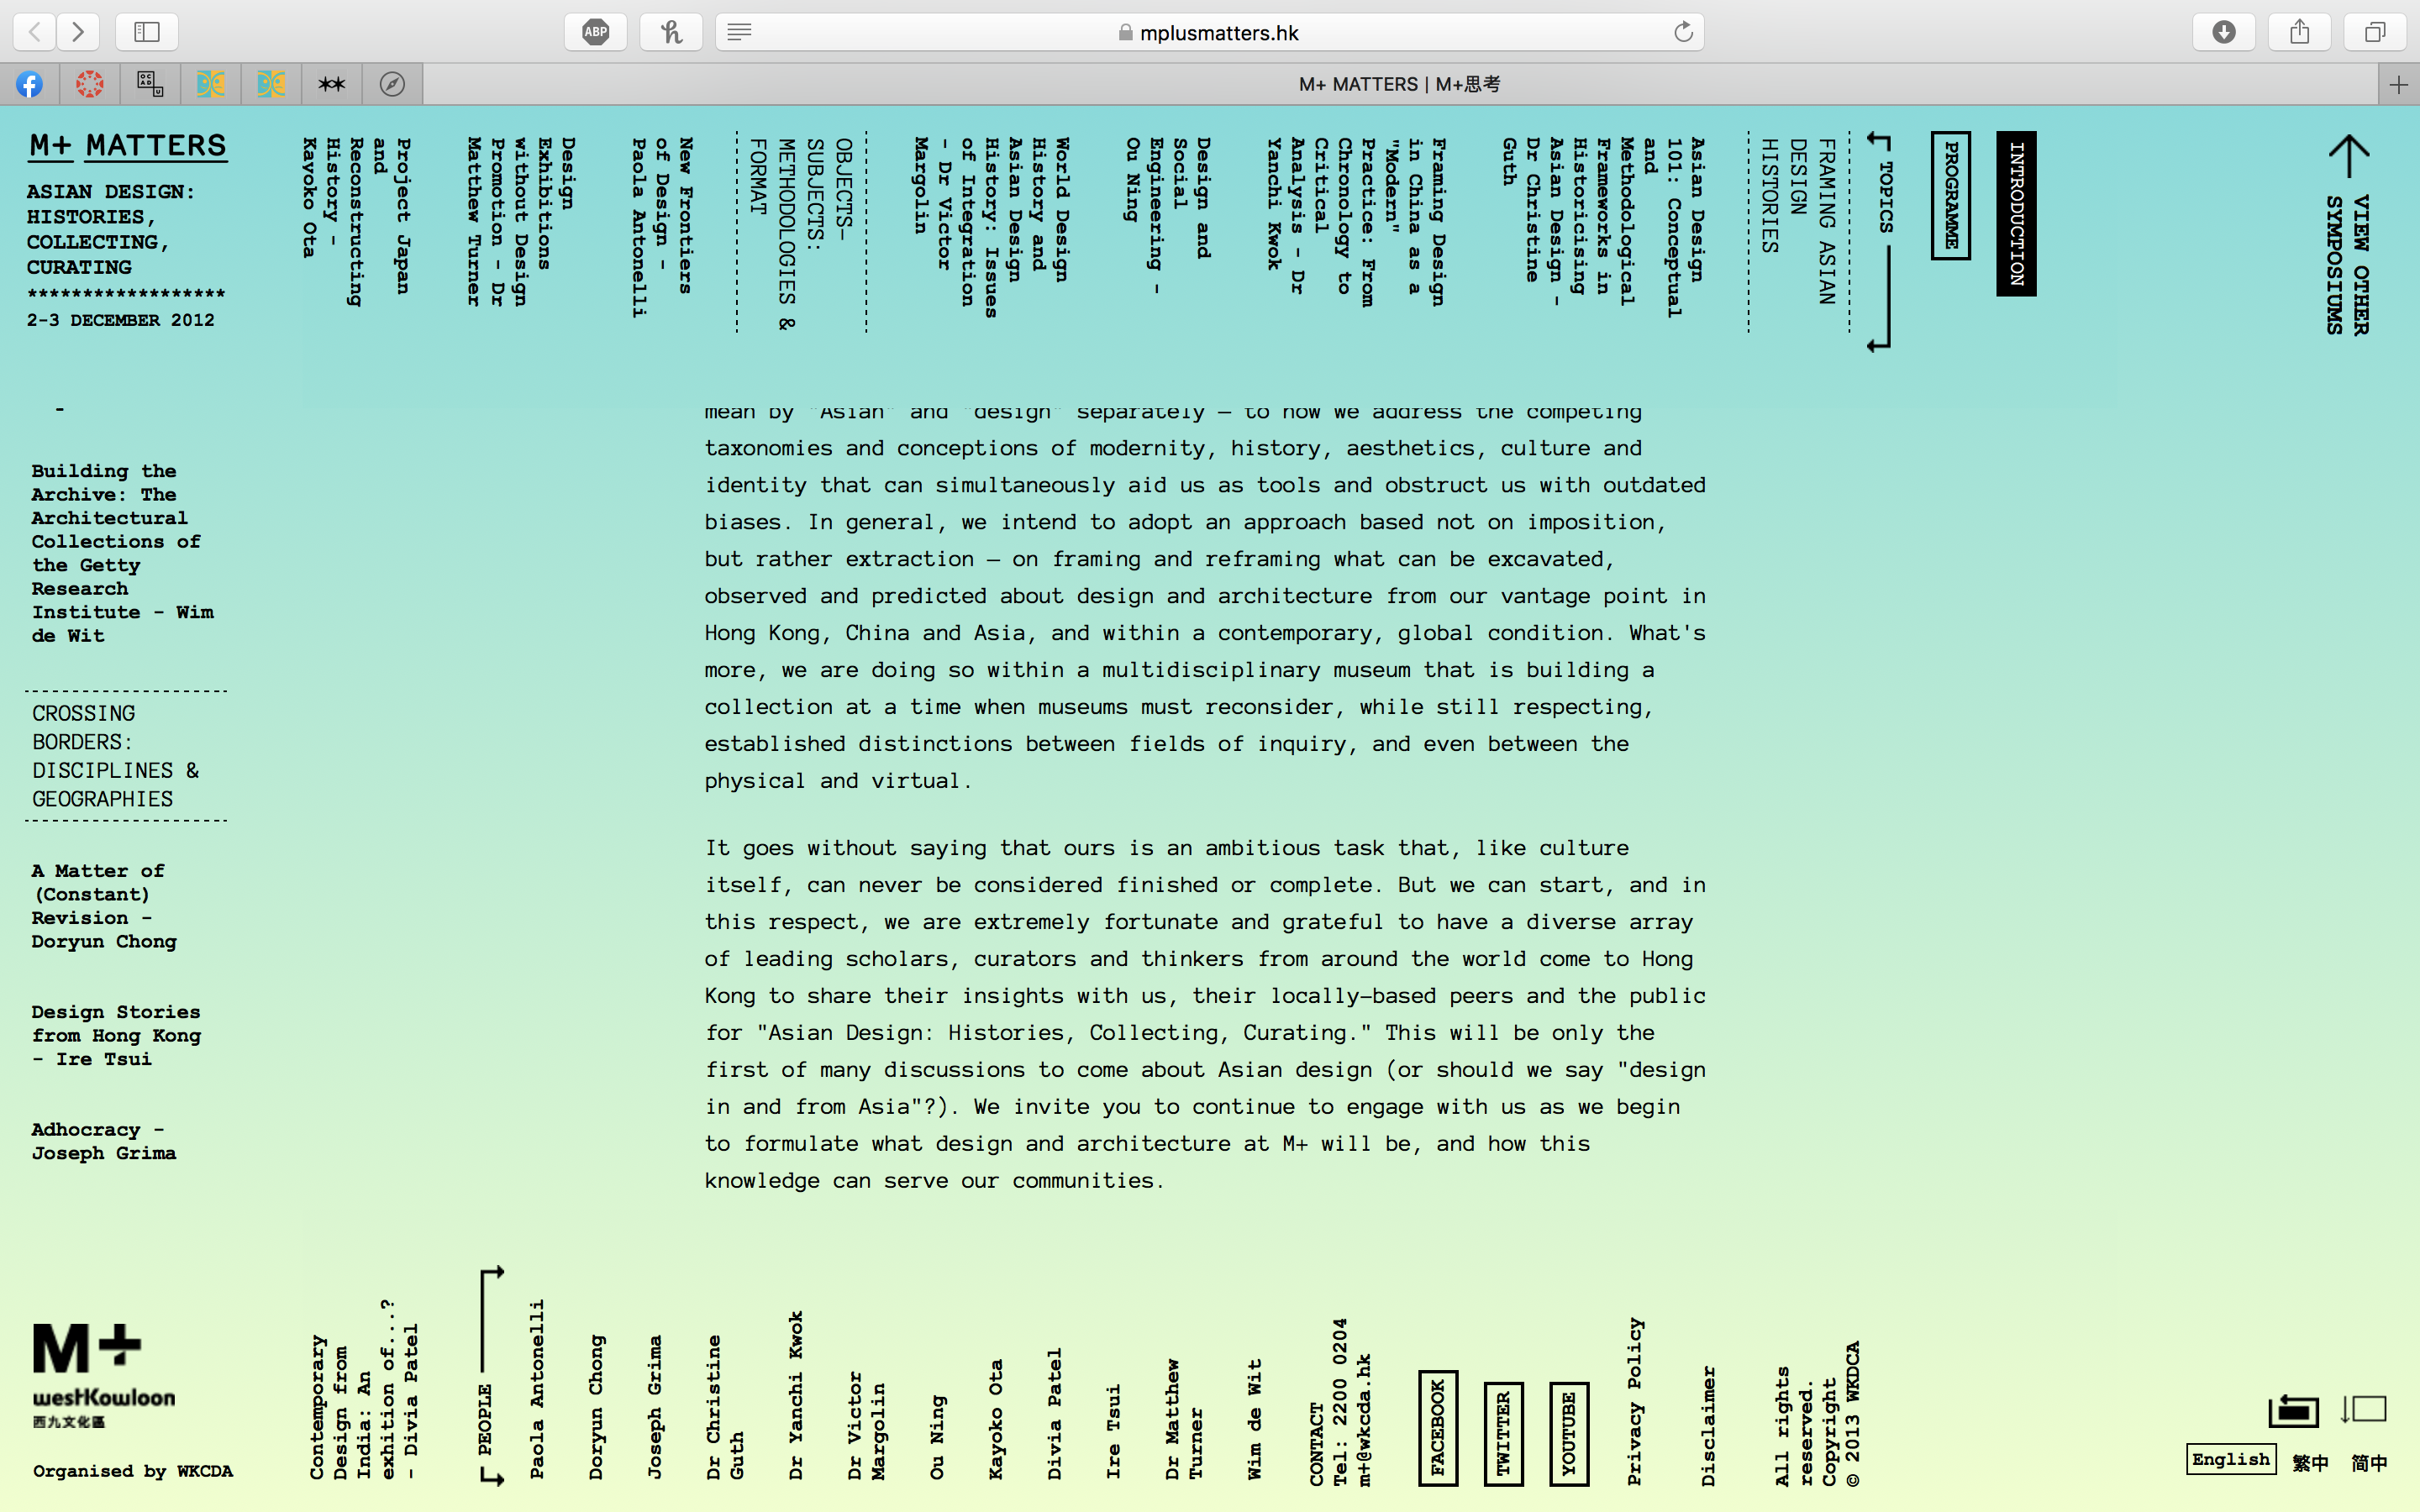 ABP
mplusmatters.hk
OCAD U
M+ MATTERS | M+思考
M+ MATTERS
ASIAN DESIGN:
HISTORIES,
COLLECTING,
CURATING
******************
2-3 DECEMBER 2012
INTRODUCTION
PROGRAMME
TOPICS
FRAMING ASIAN
DESIGN
HISTORIES
Asian Design
101: Conceptual
and
Methodological
Frameworks in
Historicising
Asian Design –
Dr Christine
Guth
Framing Design
in China as a
"Modern"
Practice: From
Chronology to
Critical
Analysis – Dr
Yanchi Kwok
Design and
Social
Engineering –
Ou Ning
World Design
History and
Asian Design
History: Issues
of Integration
– Dr Victor
Margolin
OBJECTS–
SUBJECTS:
METHODOLOGIES &
FORMAT
New Frontiers
of Design –
Paola Antonelli
Design
Exhibitions
without Design
Promotion – Dr
Matthew Turner
Project Japan
and
Reconstructing
History –
Kayoko Ota
VIEW OTHER
SYMPOSIUMS
-
Building the
Archive: The
Architectural
Collections of
the Getty
Research
Institute – Wim
de Wit
CROSSING
BORDERS:
DISCIPLINES &
GEOGRAPHIES
A Matter of
(Constant)
Revision –
Doryun Chong
Design Stories
from Hong Kong
– Ire Tsui
Adhocracy –
Joseph Grima
mean by "Asian" and "design" separately — to how we address the competing
taxonomies and conceptions of modernity, history, aesthetics, culture and
identity that can simultaneously aid us as tools and obstruct us with outdated
biases. In general, we intend to adopt an approach based not on imposition,
but rather extraction — on framing and reframing what can be excavated,
observed and predicted about design and architecture from our vantage point in
Hong Kong, China and Asia, and within a contemporary, global condition. What's
more, we are doing so within a multidisciplinary museum that is building a
collection at a time when museums must reconsider, while still respecting,
established distinctions between fields of inquiry, and even between the
physical and virtual.
It goes without saying that ours is an ambitious task that, like culture
itself, can never be considered finished or complete. But we can start, and in
this respect, we are extremely fortunate and grateful to have a diverse array
of leading scholars, curators and thinkers from around the world come to Hong
Kong to share their insights with us, their locally–based peers and the public
for "Asian Design: Histories, Collecting, Curating." This will be only the
first of many discussions to come about Asian design (or should we say "design
in and from Asia"?). We invite you to continue to engage with us as we begin
to formulate what design and architecture at M+ will be, and how this
knowledge can serve our communities.
M+
westKowloon
西九文化區
Organised by WKCDA
Contemporary
Design from
India: An
exhition of....?
– Divia Patel
PEOPLE
Paola Antonelli
Doryun Chong
Joseph Grima
Dr Christine
Guth
Dr Yanchi Kwok
Dr Victor
Margolin
Ou Ning
Kayoko Ota
Divia Patel
Ire Tsui
Dr Matthew
Turner
Wim de Wit
CONTACT
Tel: 2200 0204
m+@wkcda.hk
FACEBOOK
TWITTER
YOUTUBE
Privacy Policy
Disclaimer
All rights
reserved.
Copyright
© 2013 WKDCA
English 繁中 简中